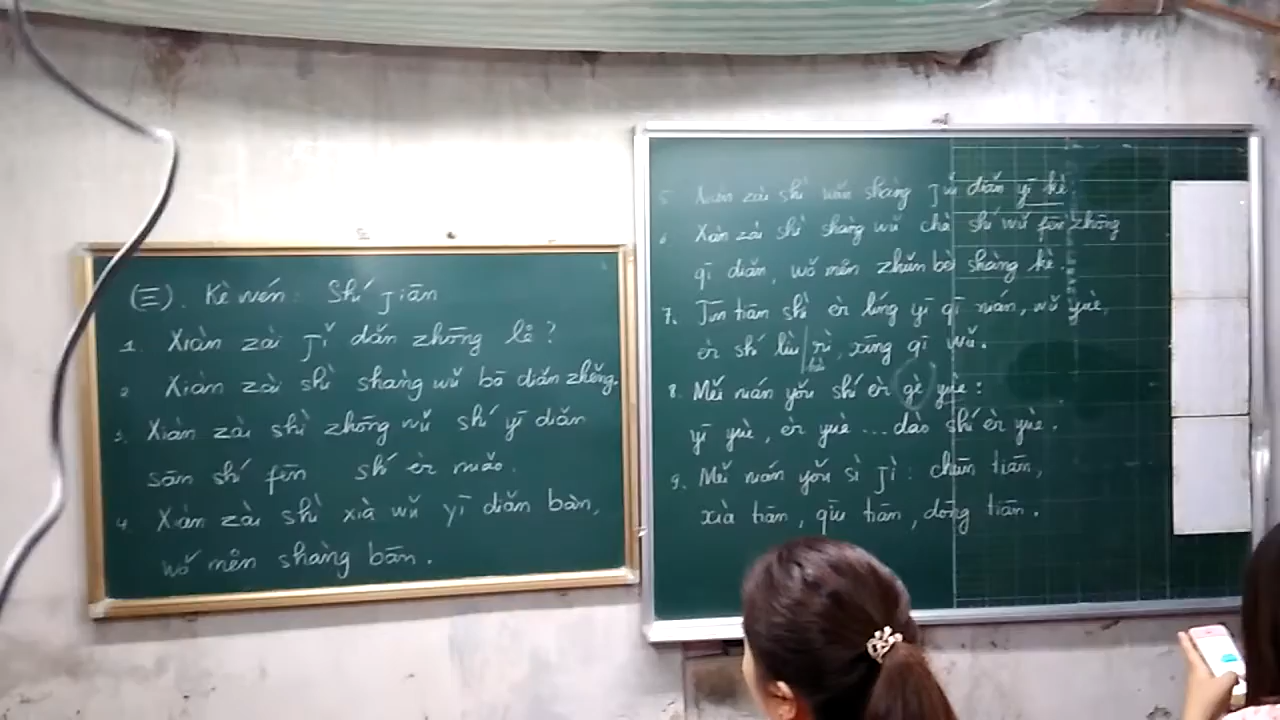 (三). Kè wén: Shí jiān
1. Xiàn zài jǐ diǎn zhōng lê?
2 Xiàn zài shì shàng wǔ bā diǎn zhōng.
3. Xiàn zài shì zhōng wǔ shí yī diǎn
sān shí fēn shí èr miǎo.
4. Xiàn zài shì xià wǔ yī diǎn bàn,
wǒ mên shàng bān.
5 Xiàn zài shì wǎn shàng jiǔ diǎn yī kè.
6 Xiàn zài shì shàng wǔ chà shí wǔ fēn zhōng
qī diǎn, wǒ mên zhǔn bèi shàng kè.
7. Jīn tiān shì èr líng yī qī nián, wǔ yuè,
èr shí liù rì, xīng qī wǔ.
8. Měi nián yǒu shí èr gè yuè:
yī yuè, èr yuè ... dào shí èr yuè.
9. Měi nián yǒu sì jì: chūn tiān,
xià tiān, qiū tiān, dōng tiān.